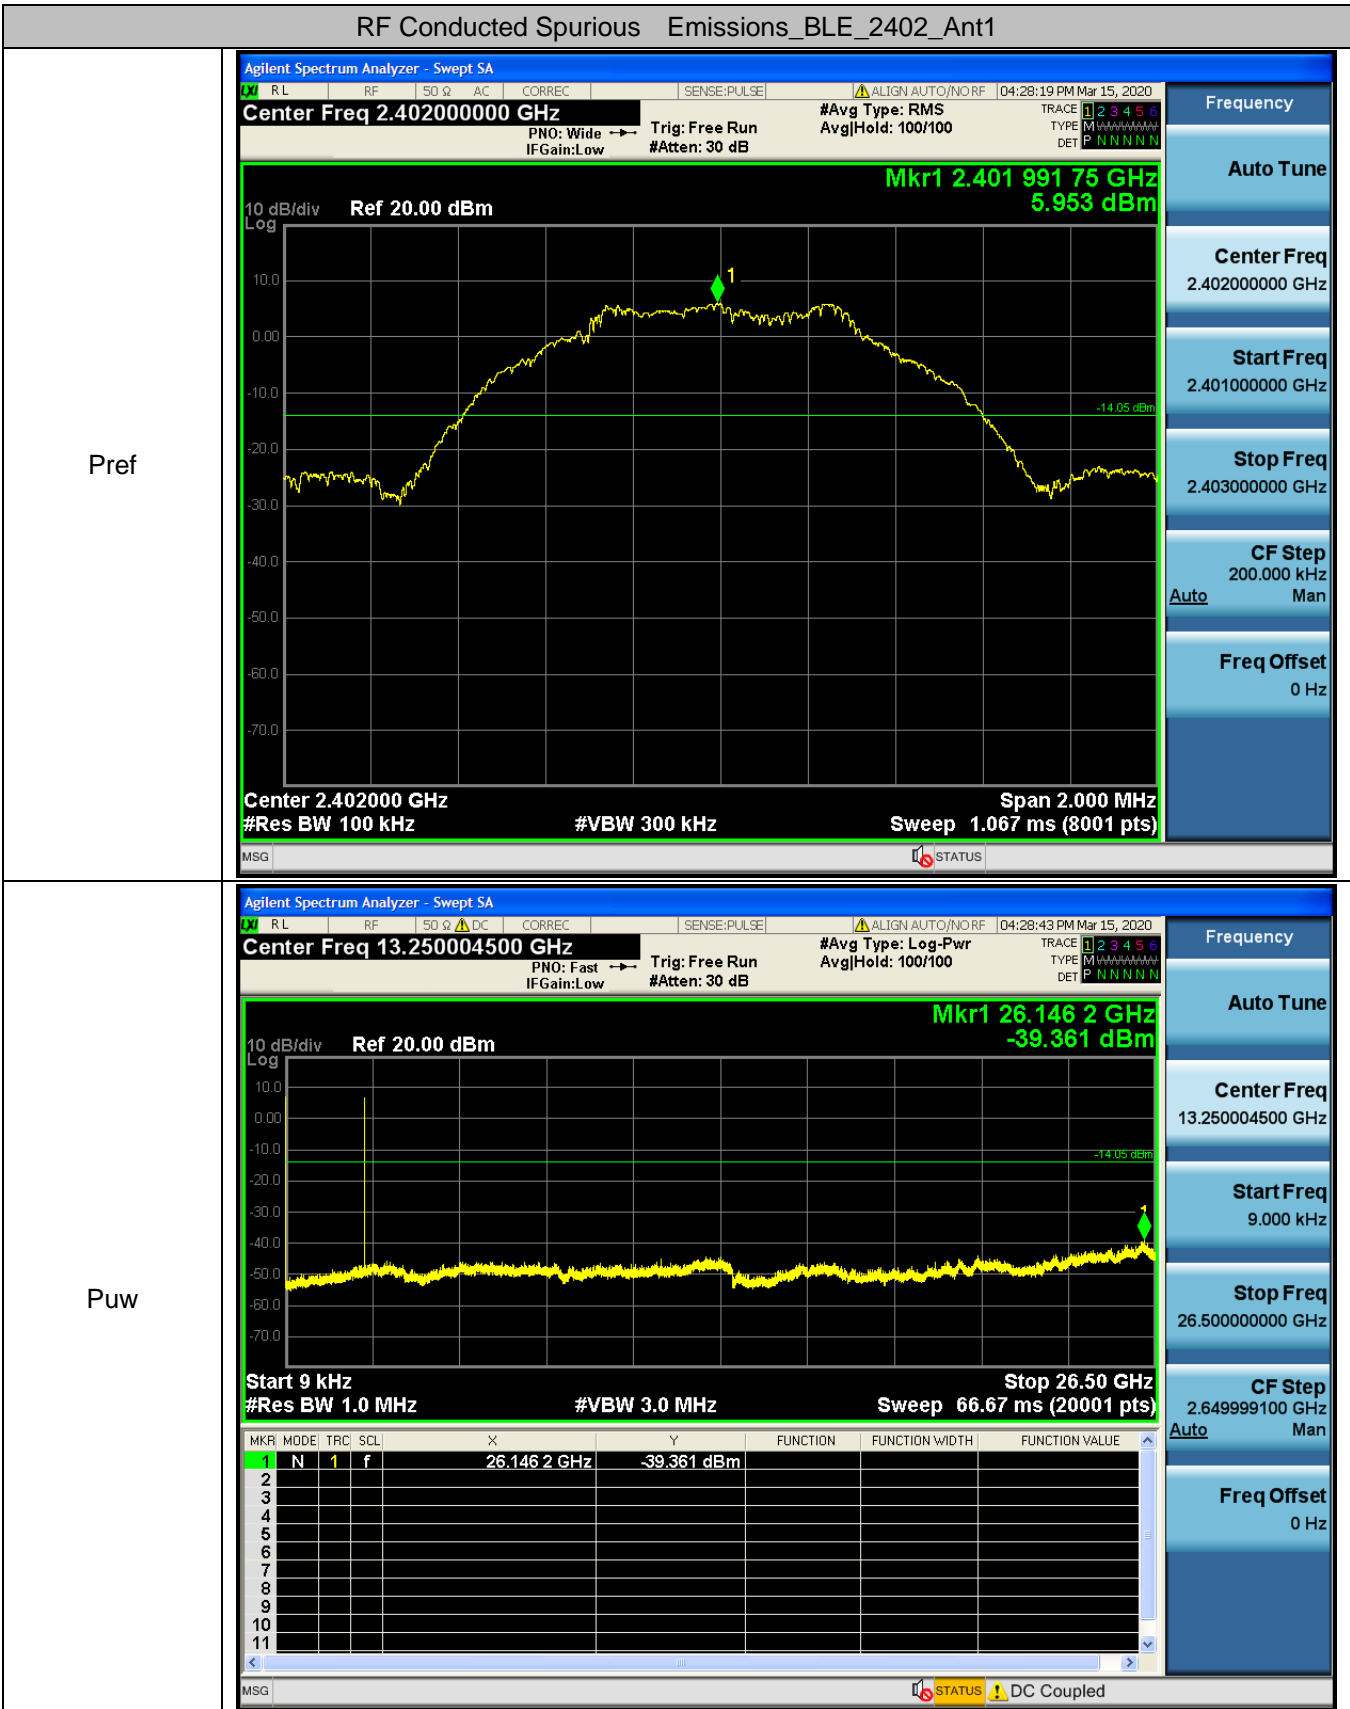 RF Conducted Spurious Emissions_BLE_2402_Ant1
Pref
Agilent Spectrum Analyzer - Swept SA
LXI RL RF 50 Ω AC CORREC SENSE:PULSE ALIGN AUTO/NO RF 04:28:19 PM Mar 15, 2020
Center Freq 2.402000000 GHz
PNO: Wide
IFGain:Low
Trig: Free Run
#Atten: 30 dB
#Avg Type: RMS
Avg|Hold: 100/100
TRACE 1 2 3 4 5 6
TYPE M
DET P N N N N N
Mkr1 2.401 991 75 GHz
5.953 dBm
10 dB/div Ref 20.00 dBm
Log
10.0
0.00
-10.0
-20.0
-30.0
-40.0
-50.0
-60.0
-70.0
1
-14.05 dBm
Center 2.402000 GHz Span 2.000 MHz
#Res BW 100 kHz #VBW 300 kHz Sweep 1.067 ms (8001 pts)
MSG STATUS
Frequency
Auto Tune
Center Freq
2.402000000 GHz
Start Freq
2.401000000 GHz
Stop Freq
2.403000000 GHz
CF Step
200.000 kHz
Auto Man
Freq Offset
0 Hz
Puw
Agilent Spectrum Analyzer - Swept SA
LXI RL RF 50 Ω DC CORREC SENSE:PULSE ALIGN AUTO/NO RF 04:28:43 PM Mar 15, 2020
Center Freq 13.250004500 GHz
PNO: Fast
IFGain:Low
Trig: Free Run
#Atten: 30 dB
#Avg Type: Log-Pwr
Avg|Hold: 100/100
TRACE 1 2 3 4 5 6
TYPE M
DET P N N N N N
Mkr1 26.146 2 GHz
-39.361 dBm
10 dB/div Ref 20.00 dBm
Log
10.0
0.00
-10.0
-20.0
-30.0
-40.0
-50.0
-60.0
-70.0
-14.05 dBm
1
Start 9 kHz Stop 26.50 GHz
#Res BW 1.0 MHz #VBW 3.0 MHz Sweep 66.67 ms (20001 pts)
MKR MODE TRC SCL X Y FUNCTION FUNCTION WIDTH FUNCTION VALUE
1 N 1 f 26.146 2 GHz -39.361 dBm
2
3
4
5
6
7
8
9
10
11
MSG STATUS DC Coupled
Frequency
Auto Tune
Center Freq
13.250004500 GHz
Start Freq
9.000 kHz
Stop Freq
26.500000000 GHz
CF Step
2.649999100 GHz
Auto Man
Freq Offset
0 Hz